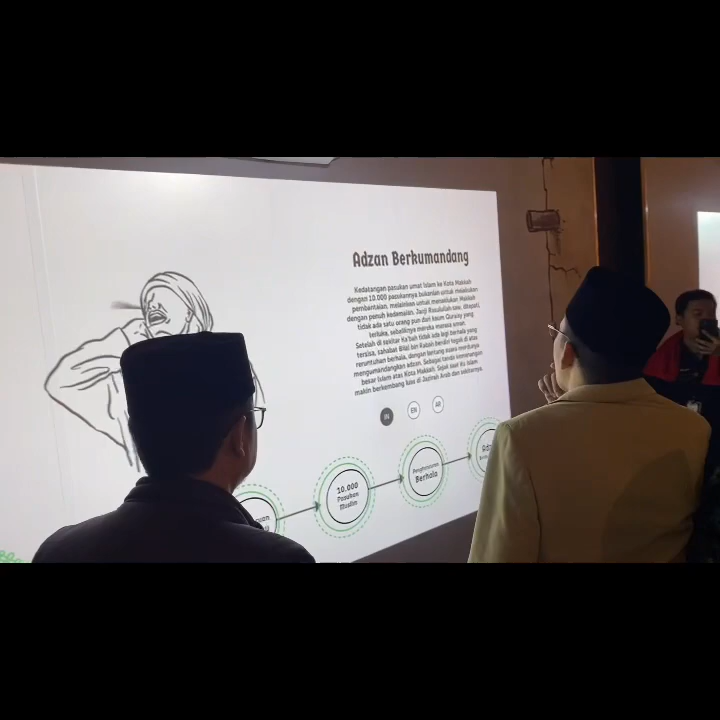 Adzan Berkumandang
Kedatangan pasukan umat Islam ke Kota Makkah
dengan 10.000 pasukannya bukanlah untuk melakukan
pembantaian, melainkan untuk menaklukan Makkah
dengan penuh kedamaian. Janji Rasulullah saw. ditepati,
tidak ada satu orang pun dari kaum Quraisy yang
terluka, sebaliknya mereka merasa aman.
Setelah di sekitar Ka'bah tidak ada lagi berhala yang
tersisa, sahabat Bilal bin Rabah berdiri tegak di atas
reruntuhan berhala, dengan lantang suara merdunya
mengumandangkan adzan. Sebagai tanda kemenangan
besar Islam atas Kota Makkah. Sejak saat itu Islam
makin berkembang luas di Jazirah Arab dan sekitarnya.
IN
EN
AR
10.000
Pasukan
Muslim
Penghancuran
Berhala